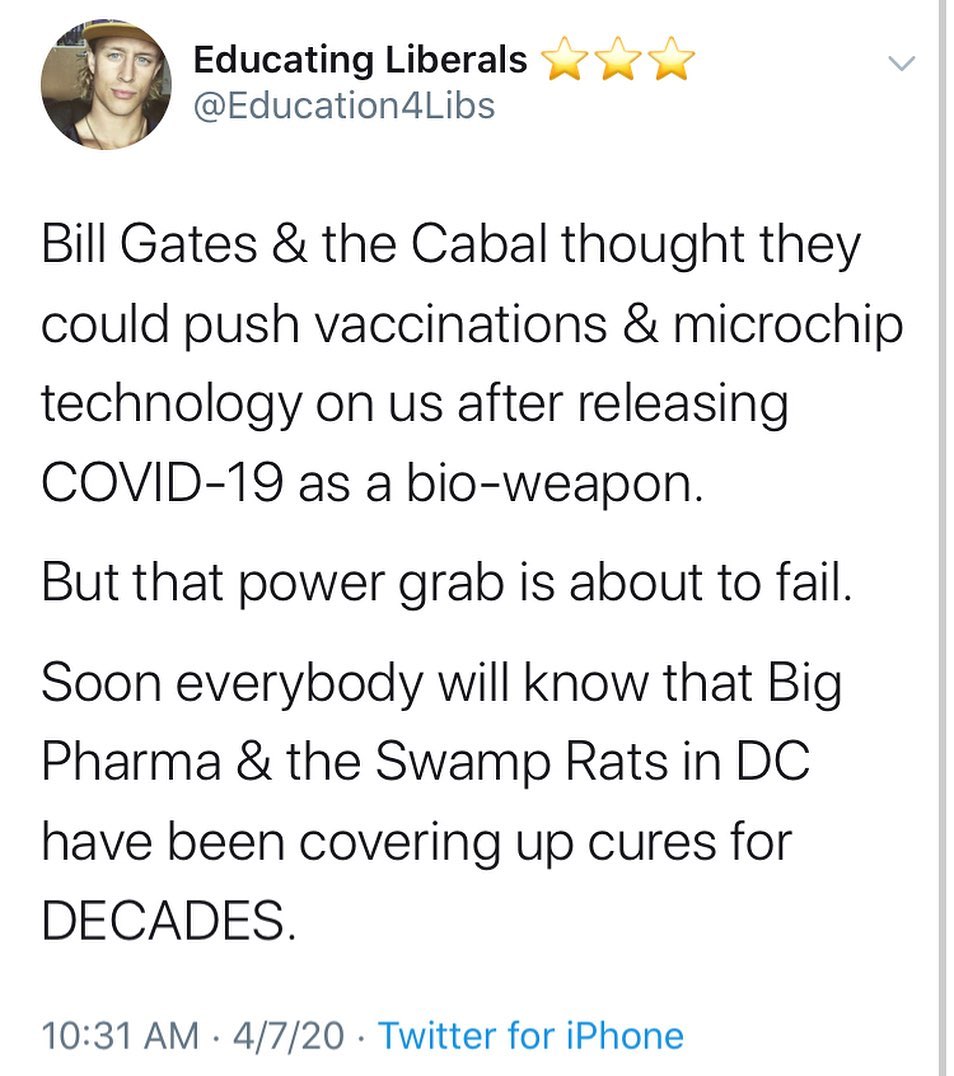 Educating Liberals ⭐⭐⭐
@Education4Libs
Bill Gates & the Cabal thought they
could push vaccinations & microchip
technology on us after releasing
COVID-19 as a bio-weapon.
But that power grab is about to fail.
Soon everybody will know that Big
Pharma & the Swamp Rats in DC
have been covering up cures for
DECADES.
10:31 AM · 4/7/20 · Twitter for iPhone